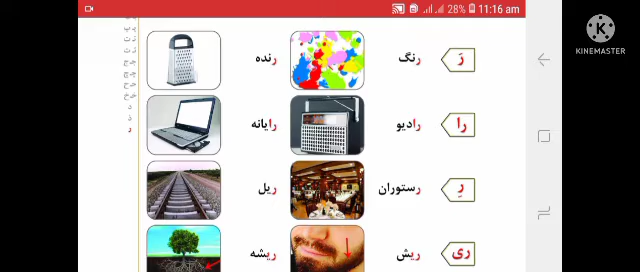 28% 11:16 am
KINEMASTER
رَ رنگ رنده
را رادیو رایانه
رِ رستوران ریل
ری ریش ریشه
د
ذ
ر